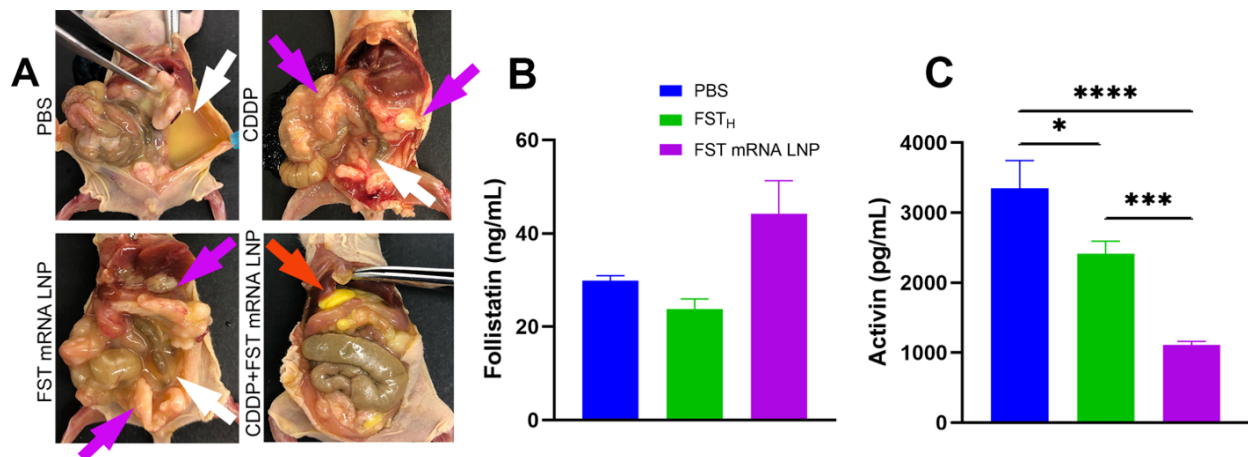 A
PBS
CDDP
FST mRNA LNP
CDDP+FST mRNA LNP
B
PBS
FSTH
FST mRNA LNP
Follistatin (ng/mL)
60
40
20
0
C
****
*
***
Activin (pg/mL)
4000
3000
2000
1000
0